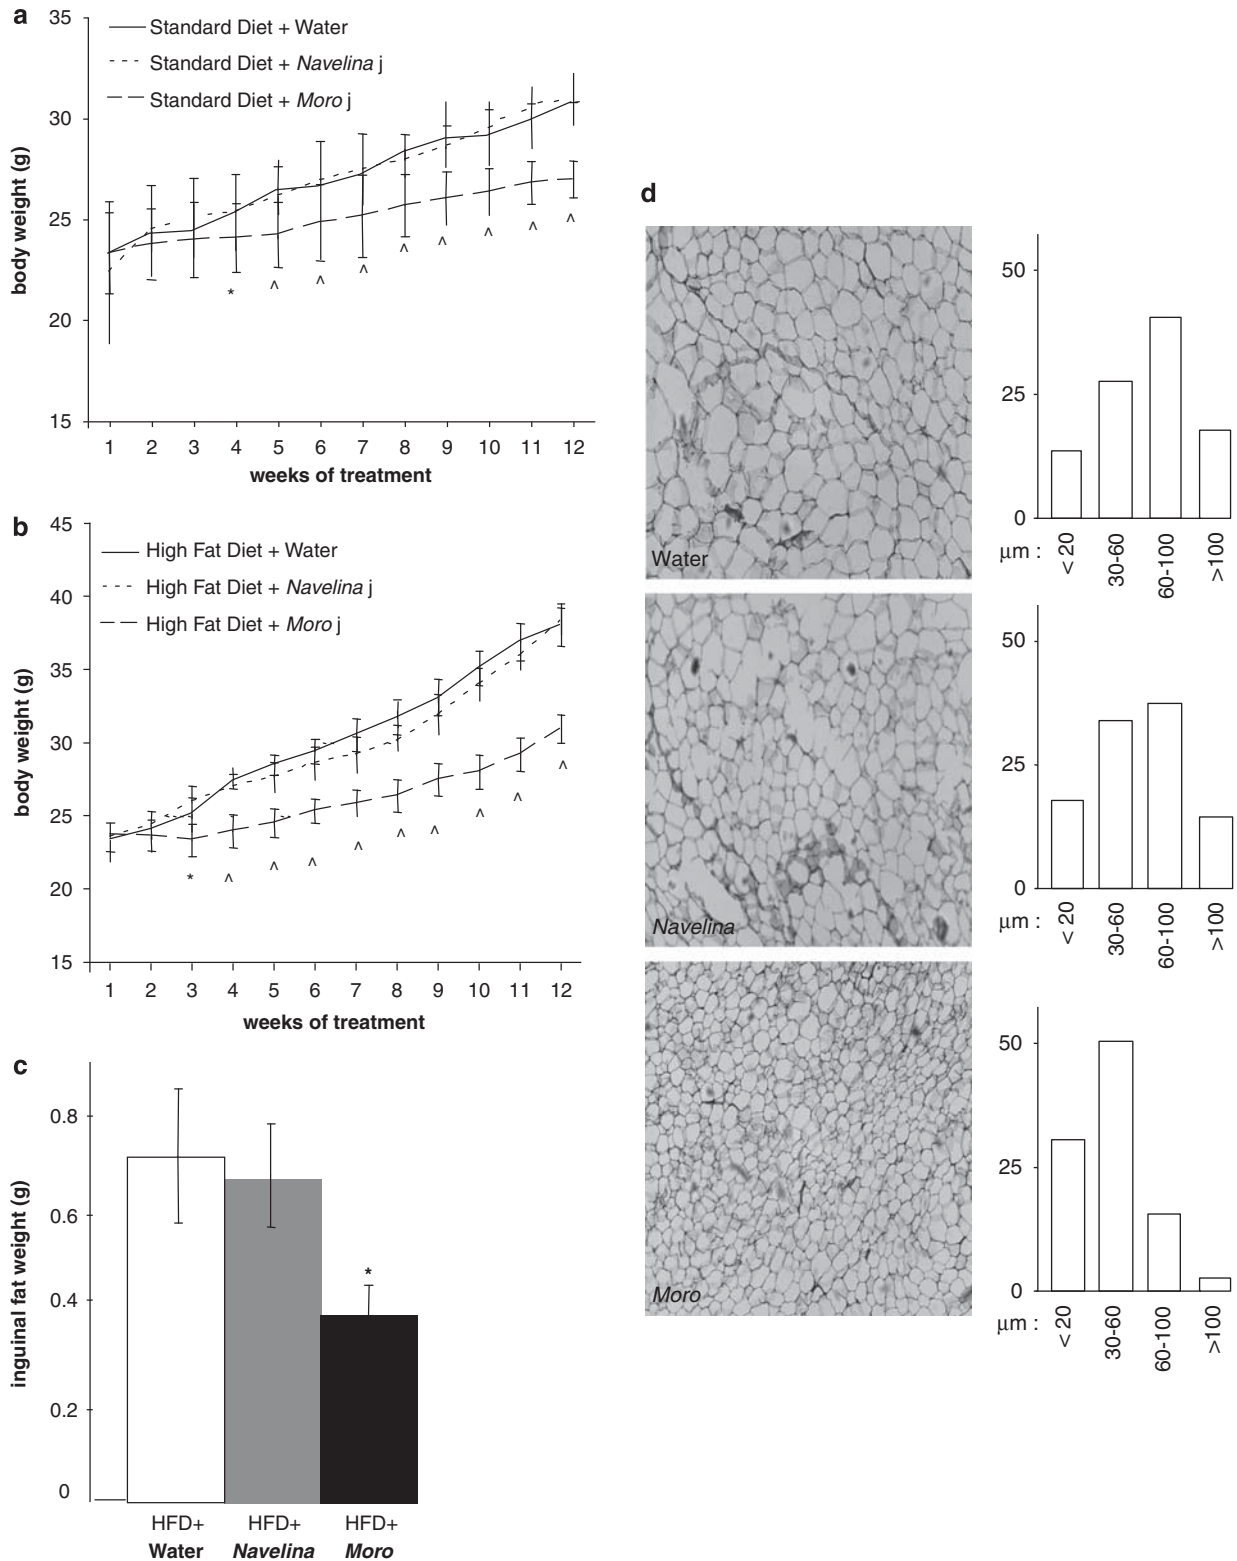 a
35
30
25
20
15
body weight (g)
Standard Diet + Water
Standard Diet + Navelina j
Standard Diet + Moro j
* ^ ^ ^ ^ ^ ^ ^ ^
1 2 3 4 5 6 7 8 9 10 11 12
weeks of treatment
b
45
40
35
30
25
20
15
body weight (g)
High Fat Diet + Water
High Fat Diet + Navelina j
High Fat Diet + Moro j
* ^ ^ ^ ^ ^ ^ ^ ^ ^
1 2 3 4 5 6 7 8 9 10 11 12
weeks of treatment
c
0.8
0.6
0.4
0.2
0
inguinal fat weight (g)
*
HFD+ HFD+ HFD+
Water Navelina Moro
d
Water
50
25
0
µm : < 20 30-60 60-100 >100
Navelina
50
25
0
µm : < 20 30-60 60-100 >100
Moro
50
25
0
µm : < 20 30-60 60-100 >100